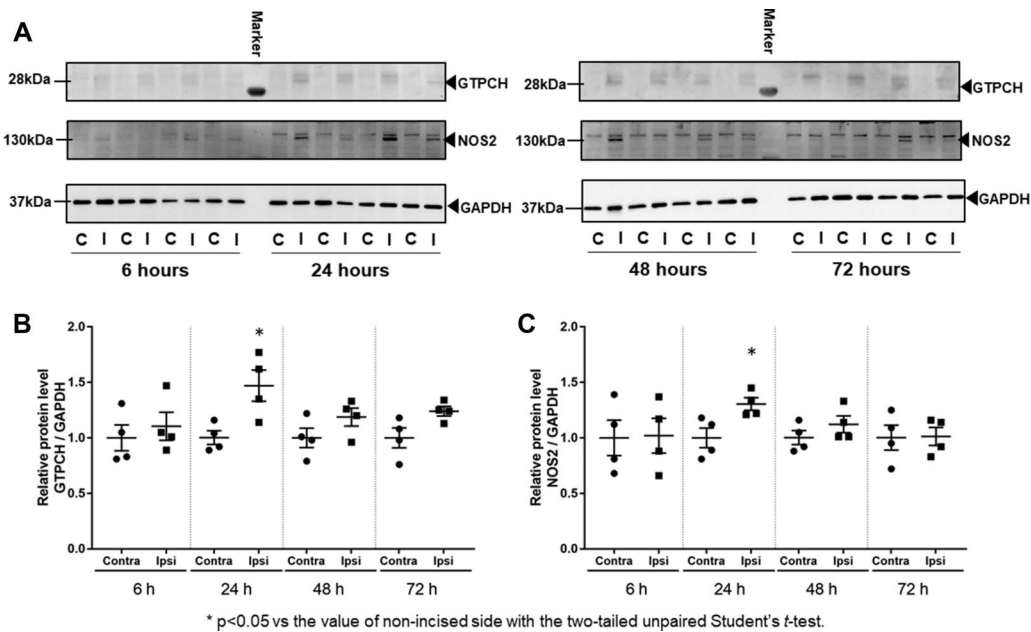 A
Marker
Marker
28kDa
GTPCH
28kDa
GTPCH
130kDa
NOS2
130kDa
NOS2
37kDa
GAPDH
37kDa
GAPDH
C I C I C I C I C I C I C I C I
C I C I C I C I C I C I C I C I
6 hours
24 hours
48 hours
72 hours
B
Relative protein level
GTPCH / GAPDH
2.0
1.5
1.0
0.5
0.0
*
Contra Ipsi Contra Ipsi Contra Ipsi Contra Ipsi
6 h 24 h 48 h 72 h
C
Relative protein level
NOS2 / GAPDH
2.0
1.5
1.0
0.5
0.0
*
Contra Ipsi Contra Ipsi Contra Ipsi Contra Ipsi
6 h 24 h 48 h 72 h
* p<0.05 vs the value of non-incised side with the two-tailed unpaired Student's t-test.